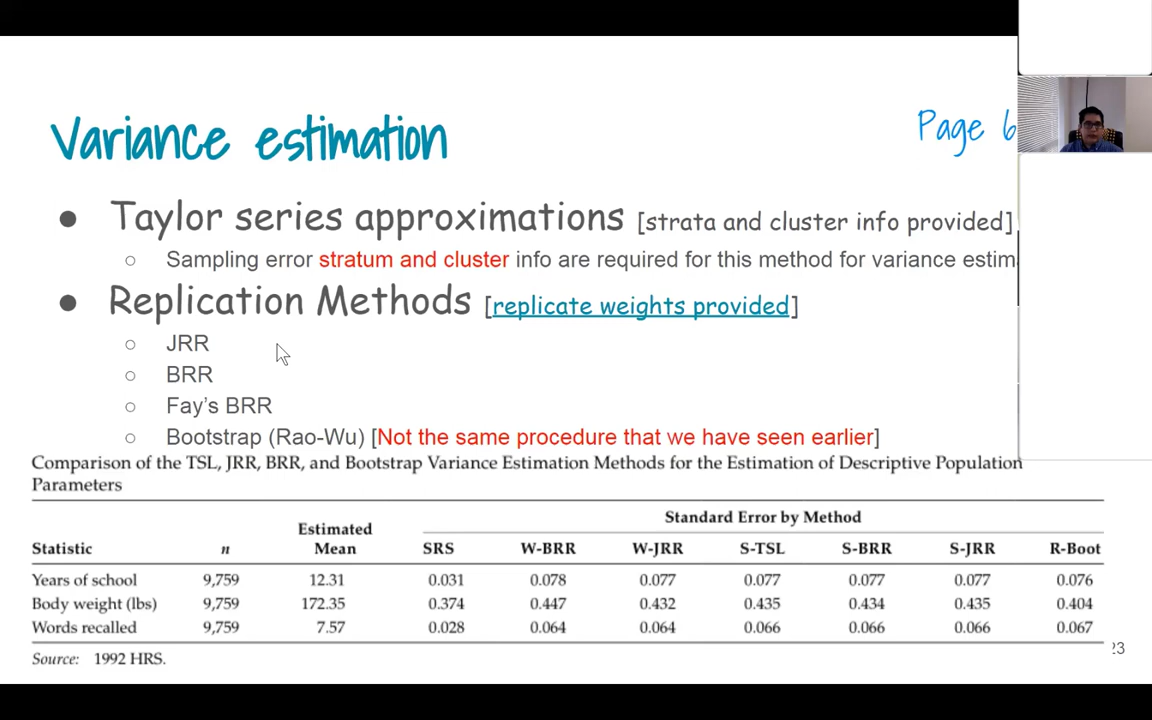 Variance estimation
Page 6
● Taylor series approximations [strata and cluster info provided]
○ Sampling error stratum and cluster info are required for this method for variance estim
● Replication Methods [replicate weights provided]
○ JRR
○ BRR
○ Fay's BRR
○ Bootstrap (Rao-Wu) [Not the same procedure that we have seen earlier]
Comparison of the TSL, JRR, BRR, and Bootstrap Variance Estimation Methods for the Estimation of Descriptive Population
Parameters
Standard Error by Method
Estimated
Statistic n Mean SRS W-BRR W-JRR S-TSL S-BRR S-JRR R-Boot
Years of school 9,759 12.31 0.031 0.078 0.077 0.077 0.077 0.077 0.076
Body weight (lbs) 9,759 172.35 0.374 0.447 0.432 0.435 0.434 0.435 0.404
Words recalled 9,759 7.57 0.028 0.064 0.064 0.066 0.066 0.066 0.067
Source: 1992 HRS.
23